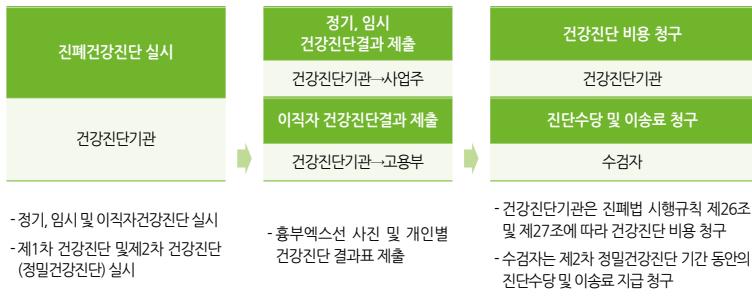 진폐건강진단 실시
건강진단기관
- 정기, 임시 및 이직자건강진단 실시
- 제1차 건강진단 및제2차 건강진단
(정밀건강진단) 실시
정기, 임시
건강진단결과 제출
건강진단기관→사업주
이직자 건강진단결과 제출
건강진단기관→고용부
- 흉부엑스선 사진 및 개인별
건강진단 결과표 제출
건강진단 비용 청구
건강진단기관
진단수당 및 이송료 청구
수검자
- 건강진단기관은 진폐법 시행규칙 제26조
및 제27조에 따라 건강진단 비용 청구
- 수검자는 제2차 정밀건강진단 기간 동안의
진단수당 및 이송료 지급 청구